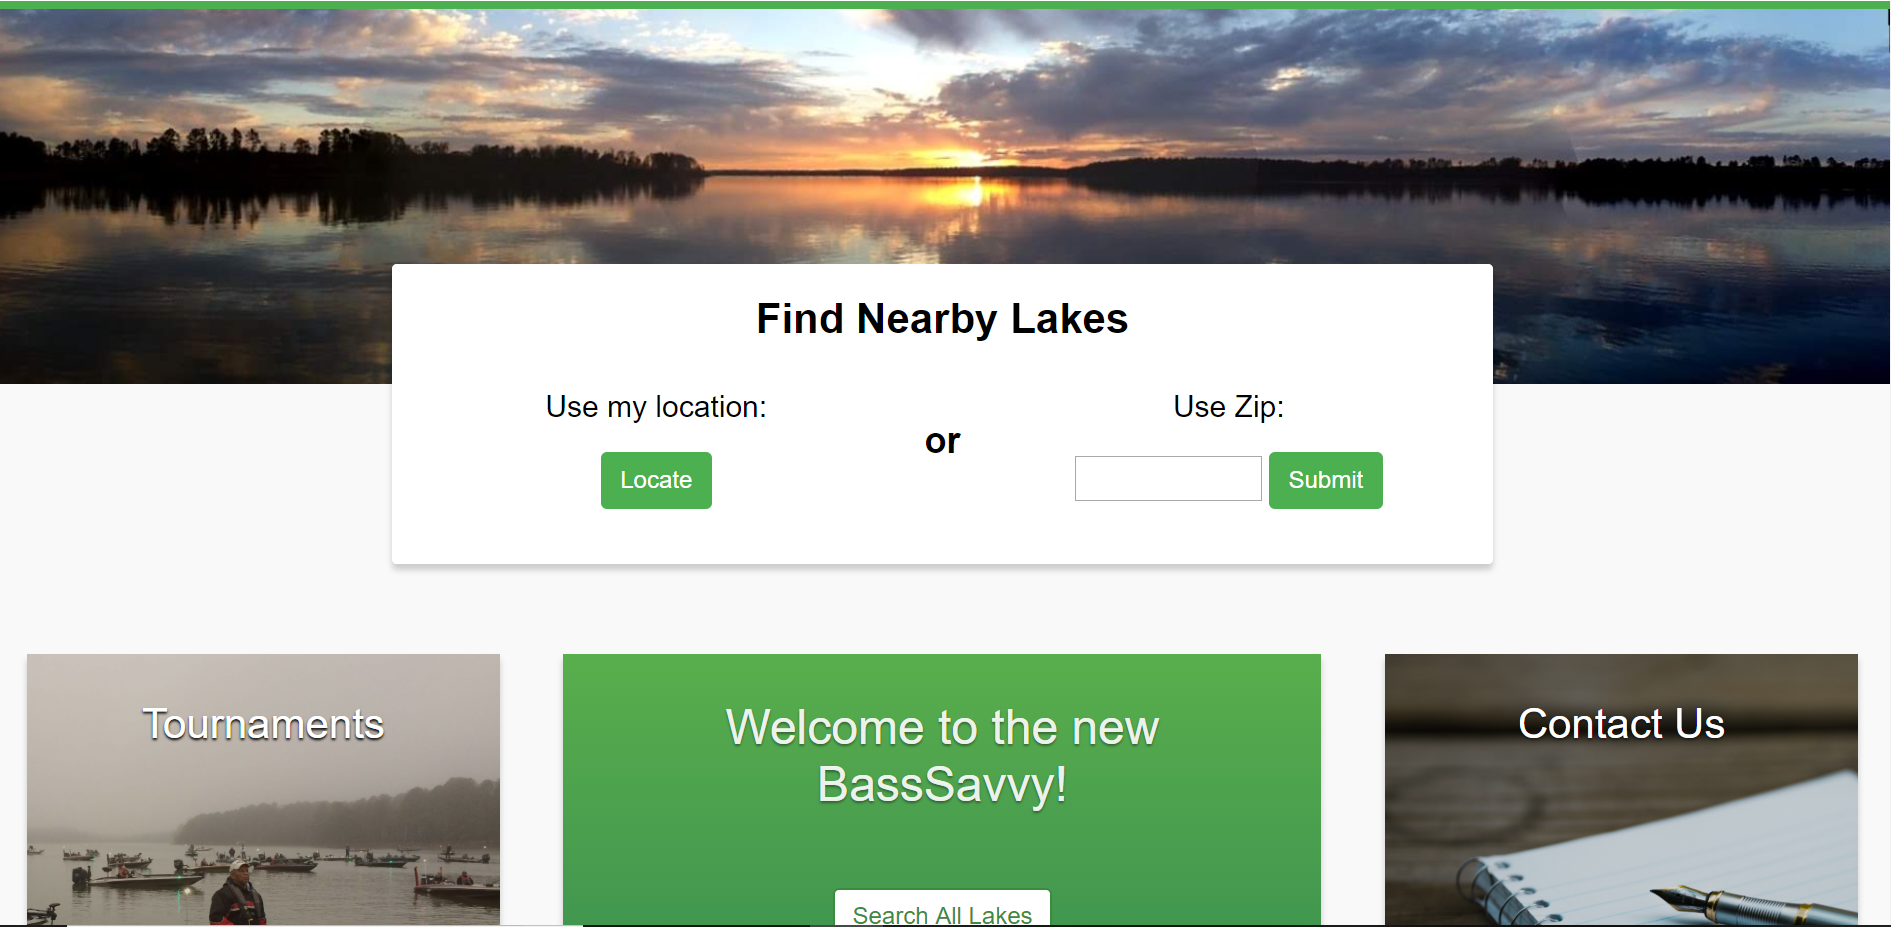 Find Nearby Lakes
Use my location:
or
Use Zip:
Locate
Submit
Tournaments
Welcome to the new
BassSavvy!
Search All Lakes
Contact Us